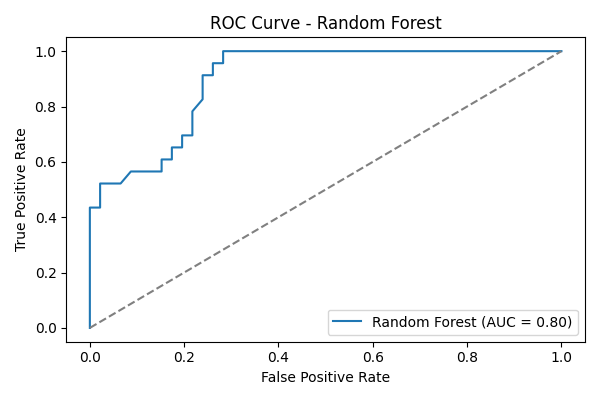 ROC Curve - Random Forest
1.0
0.8
0.6
0.4
0.2
0.0
True Positive Rate
Random Forest (AUC = 0.80)
0.0 0.2 0.4 0.6 0.8 1.0
False Positive Rate